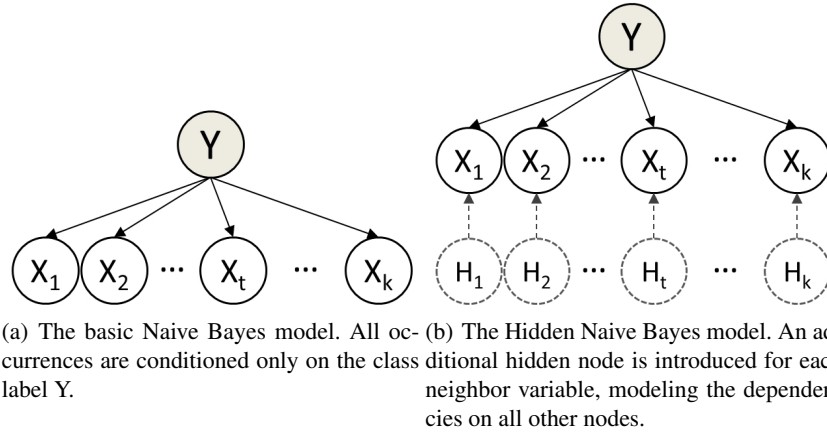 Y
X1 X2 ... Xt ... Xk
(a) The basic Naive Bayes model. All oc-
currences are conditioned only on the class
label Y.
Y
X1 X2 ... Xt ... Xk
H1 H2 ... Ht ... Hk
(b) The Hidden Naive Bayes model. An ad
ditional hidden node is introduced for eac
neighbor variable, modeling the dependen
cies on all other nodes.